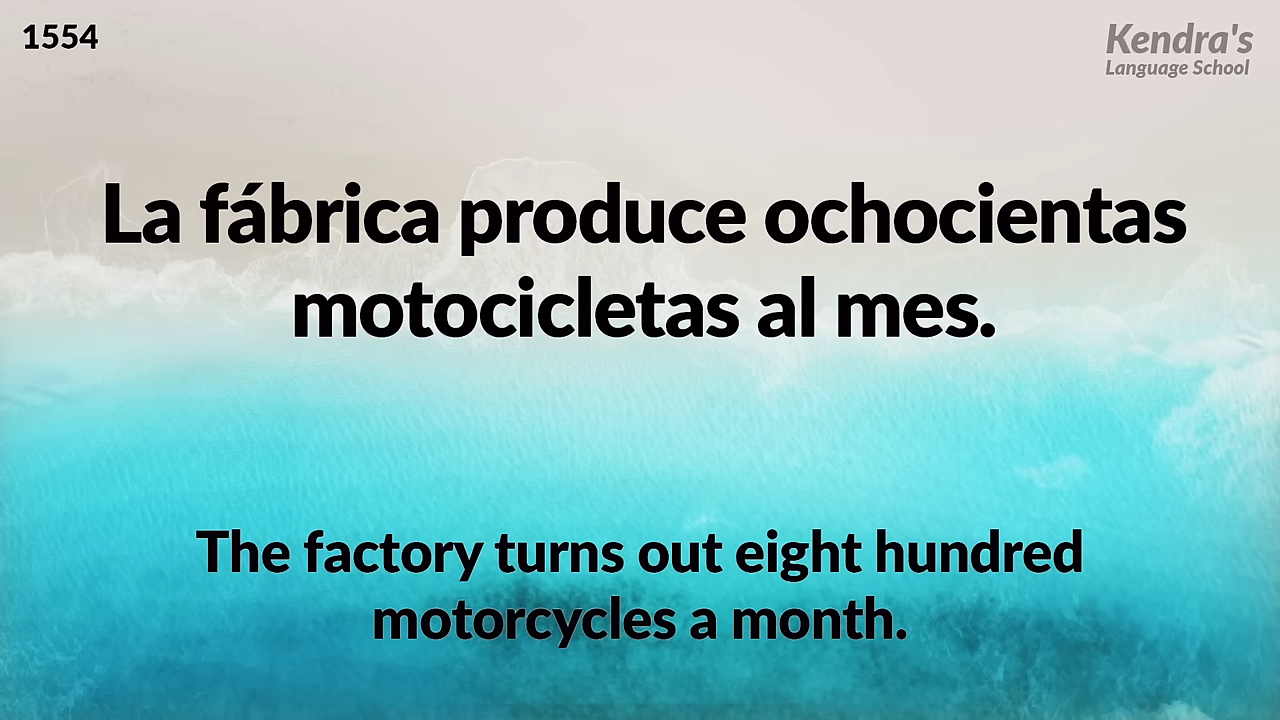 1554
Kendra's
Language School
La fábrica produce ochocientas
motocicletas al mes.
The factory turns out eight hundred
motorcycles a month.